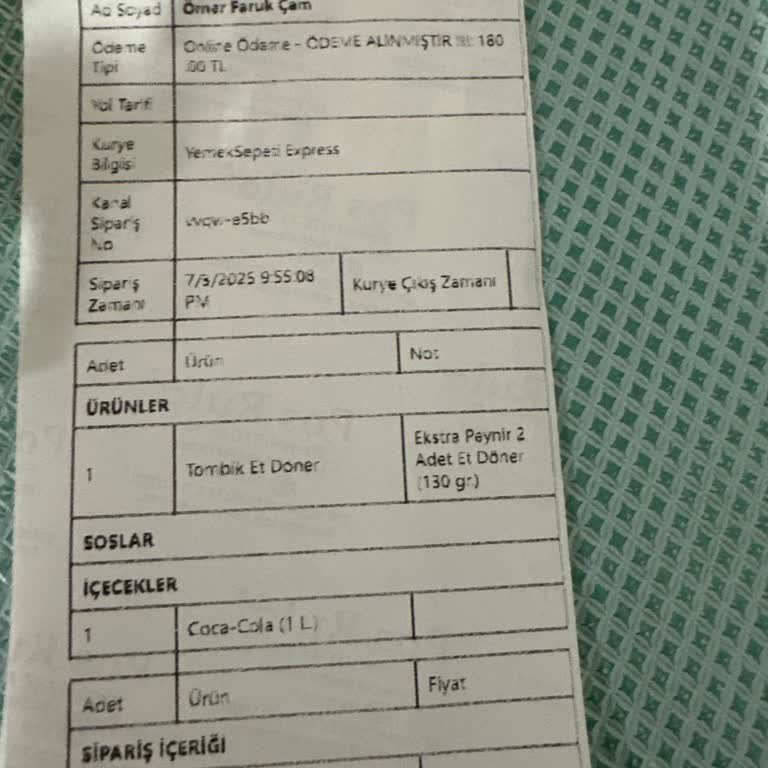 Ad Soyad Ömer Faruk Çam
Ödeme Online Ödeme - ÖDEME ALINMIŞTIR 180
Tipi .00 TL
Yol Tarifi
Kurye
Bilgisi YemekSepeti Express
Kanal
Sipariş
No
Sipariş 7/3/2025 9:55:08 Kurye Çıkış Zamanı
Zamanı PM
Adet Ürün Not
ÜRÜNLER
Ekstra Peynir 2
1 Tombik Et Döner Adet Et Döner
(130 gr)
SOSLAR
İÇECEKLER
1 Coca-Cola (1 L)
Adet Ürün Fiyat
SİPARİŞ İÇERİĞİ